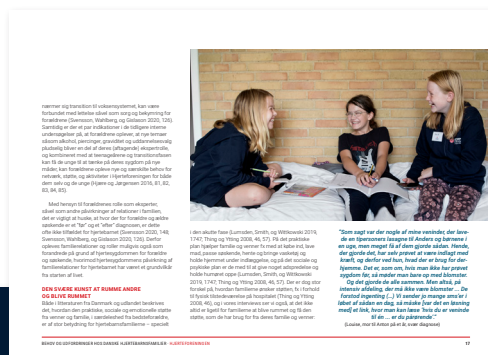 nærmer sig transition til voksensystemet, kan være
forbundet med lettelse såvel som sorg og bekymring for
forældrene (Svensson, Wahlberg, og Gislason 2020, 126).
Samtidig er der et par indikationer i de tidligere interne
undersøgelser på, at forældrene oplever, at nye temaer
såsom alkohol, piercinger, graviditet og uddannelsesvalg
pludselig bliver en del af deres (aftagende) ekspertrolle,
og kombineret med at teenagerne og transitionsfasen
kan få de unge til at tænke på deres sygdom på nye
måder, kan forældrene opleve nye og særskilte behov for
netværk, støtte, og aktiviteter i Hjerteforeningen for både
dem selv og de unge (Hjære og Jørgensen 2016, 81, 82,
83, 84, 85).
Med hensyn til forældrenes rolle som eksperter,
såvel som andre påvirkninger af relationer i familien,
det er vigtigt at huske, at hvor der for forældre og ældre
søskende er et "før" og et "efter" diagnosen, er dette
ofte ikke tilfældet for hjertebarnet (Svensson 2020, 148;
Svensson, Wahlberg, og Gislason 2020, 126). Derfor
opleves familierelationer og roller muligvis også som
forandrede på grund af hjertesygdommen for forældre
og søskende, hvorimod hjertesygdommens påvirkning af
familierelationer for hjertebarnet har været et grundvilkår
fra starten af livet.
DEN SVÆRE KUNST AT RUMME ANDRE
OG BLIVE RUMMET
Både i litteraturen fra Danmark og udlandet beskrives
det, hvordan den praktiske, sociale og emotionelle støtte
fra venner og familie, i særdeleshed fra bedsteforældre,
er af stor betydning for hjertebarnsfamilierne – specielt
i den akutte fase (Lumsden, Smith, og Wittkowski 2019,
1747; Thing og Ytting 2008, 46, 57). På det praktiske
plan hjælper familie og venner fx med at købe ind, lave
mad, passe søskende, hente og bringe vasketøj og
holde hjemmet under indlæggelse, og på det sociale og
psykiske plan er de med til at give noget adspredelse og
holde humøret oppe (Lumsden, Smith, og Wittkowski
2019, 1747; Thing og Ytting 2008, 46, 57). Der er dog stor
forskel på, hvordan familierne ønsker støtten, fx i forhold
til fysisk tilstedeværelse på hospitalet (Thing og Ytting
2008, 46), og i vores interviews ser vi også, at det ikke
altid er ligetil for familierne at blive rummet og få den
støtte, som de har brug for fra deres familie og venner:
"Som sagt var der nogle af mine veninder, der lave-
de en tipersoners lasagne til Anders og børnene i
en uge, men meget få af dem gjorde sådan. Hende,
der gjorde det, har selv prøvet at være indlagt med
kræft, og derfor ved hun, hvad der er brug for der-
hjemme. Det er, som om, hvis man ikke har prøvet
sygdom før, så møder man bare op med blomster.
Og det gjorde de alle sammen. Men altså, på
intensiv afdeling, der må ikke være blomster ... De
forstod ingenting (...) Vi sender jo mange sms'er i
løbet af sådan en dag, så måske [var det en løsning
med] et link, hvor man kan læse 'hvis du er veninde
til én ... er du pårørende'."
(Louise, mor til Anton på et år, svær diagnose)
BEHOV OG UDFORDRINGER HOS DANSKE HJERTEBARNSFAMILIER · HJERTEFORENINGEN
17